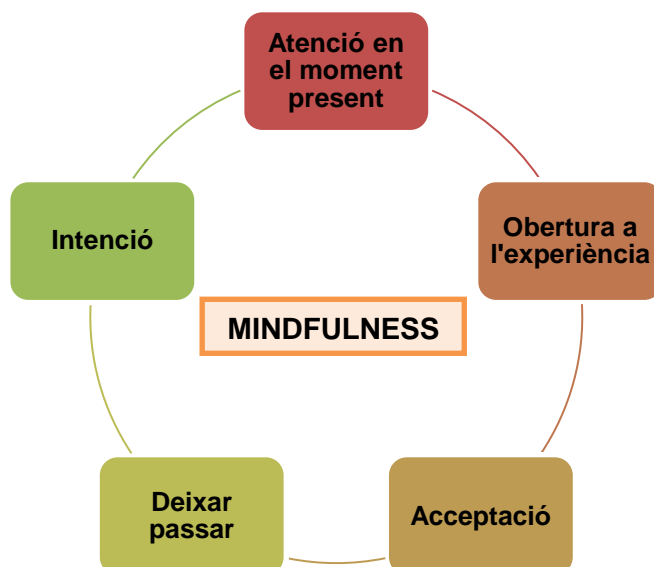 Atenció en
el moment
present
Obertura a
l'experiència
Intenció
MINDFULNESS
Deixar
passar
Acceptació